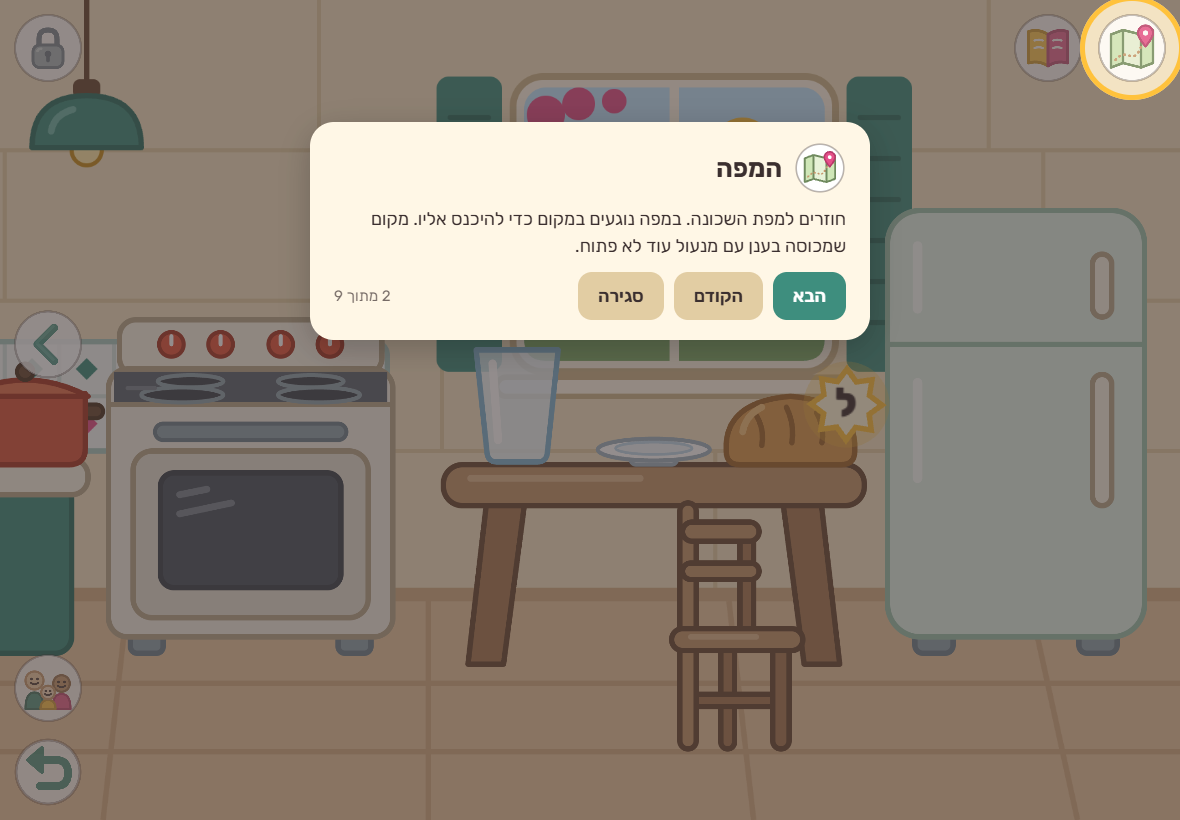 המפה
חוזרים למפת השכונה. במפה נוגעים במקום כדי להיכנס אליו. מקום
שמכוסה בענן עם מנעול עוד לא פתוח.
הבא
הקודם
סגירה
2 מתוך 9
ל